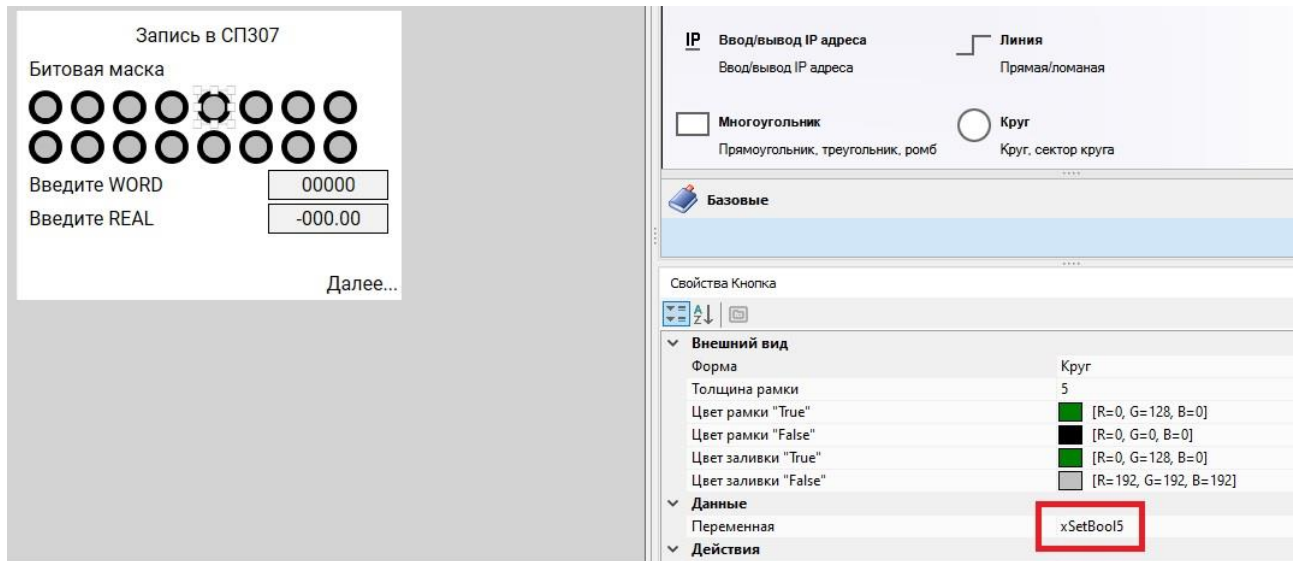 Запись в СП307
Битовая маска
Введите WORD 00000
Введите REAL -000.00
Далее...
IP Ввод/вывод IP адреса
Ввод/вывод IP адреса
Линия
Прямая/ломаная
Многоугольник
Прямоугольник, треугольник, ромб
Круг
Круг, сектор круга
Базовые
Свойства Кнопка
Внешний вид
Форма Круг
Толщина рамки 5
Цвет рамки "True" [R=0, G=128, B=0]
Цвет рамки "False" [R=0, G=0, B=0]
Цвет заливки "True" [R=0, G=128, B=0]
Цвет заливки "False" [R=192, G=192, B=192]
Данные
Переменная xSetBool5
Действия